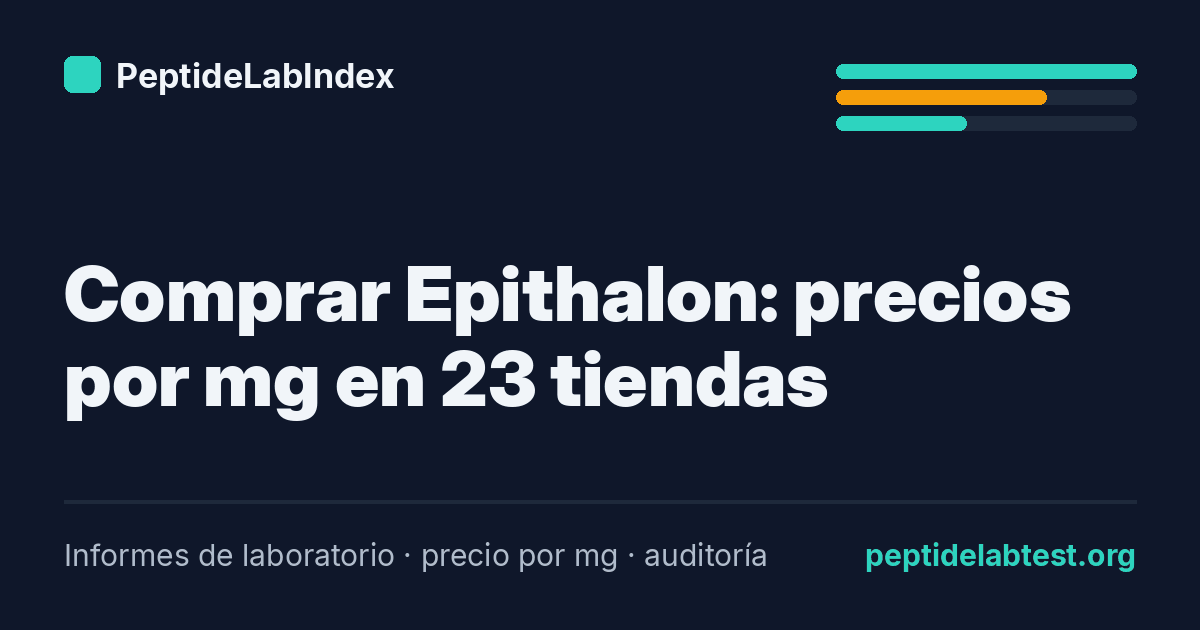 PeptideLabIndex
Comprar Epithalon: precios
por mg en 23 tiendas
Informes de laboratorio · precio por mg · auditoría
peptidelabtest.org